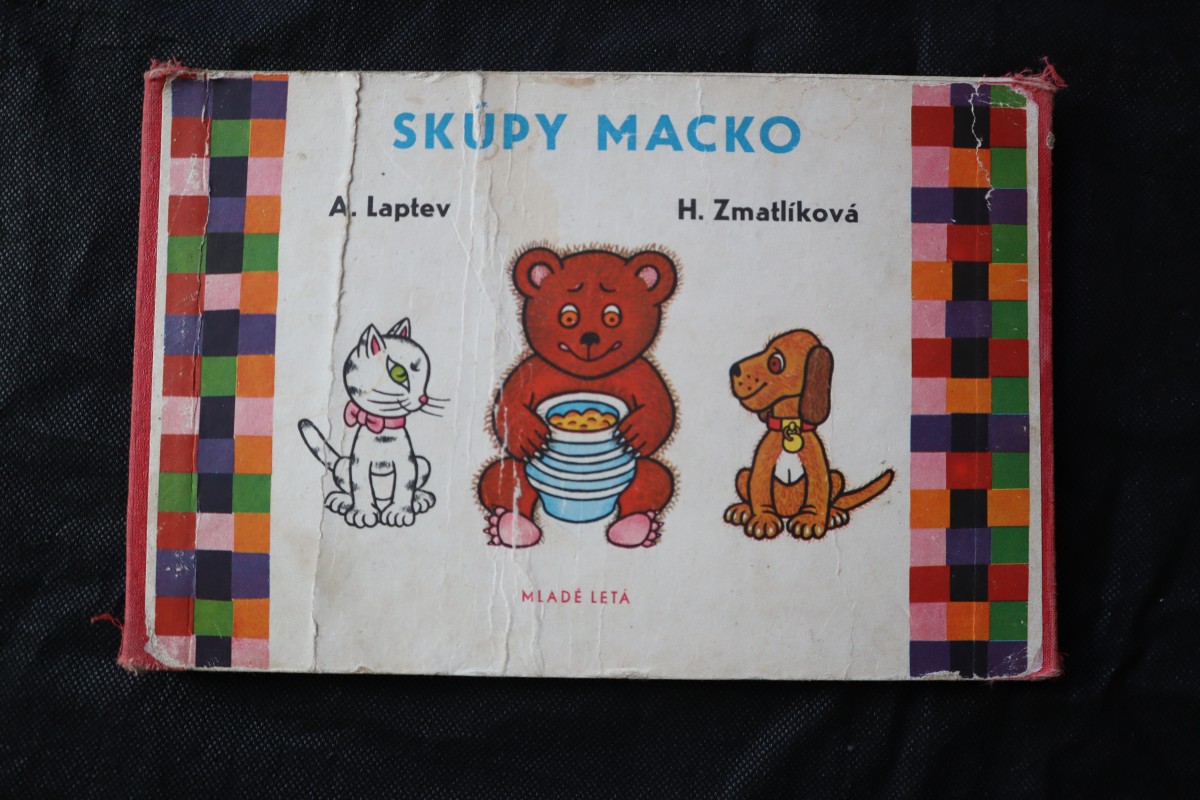 SKÚPY MACKO
A. Laptev
H. Zmatlíková
MLADÉ LETÁ